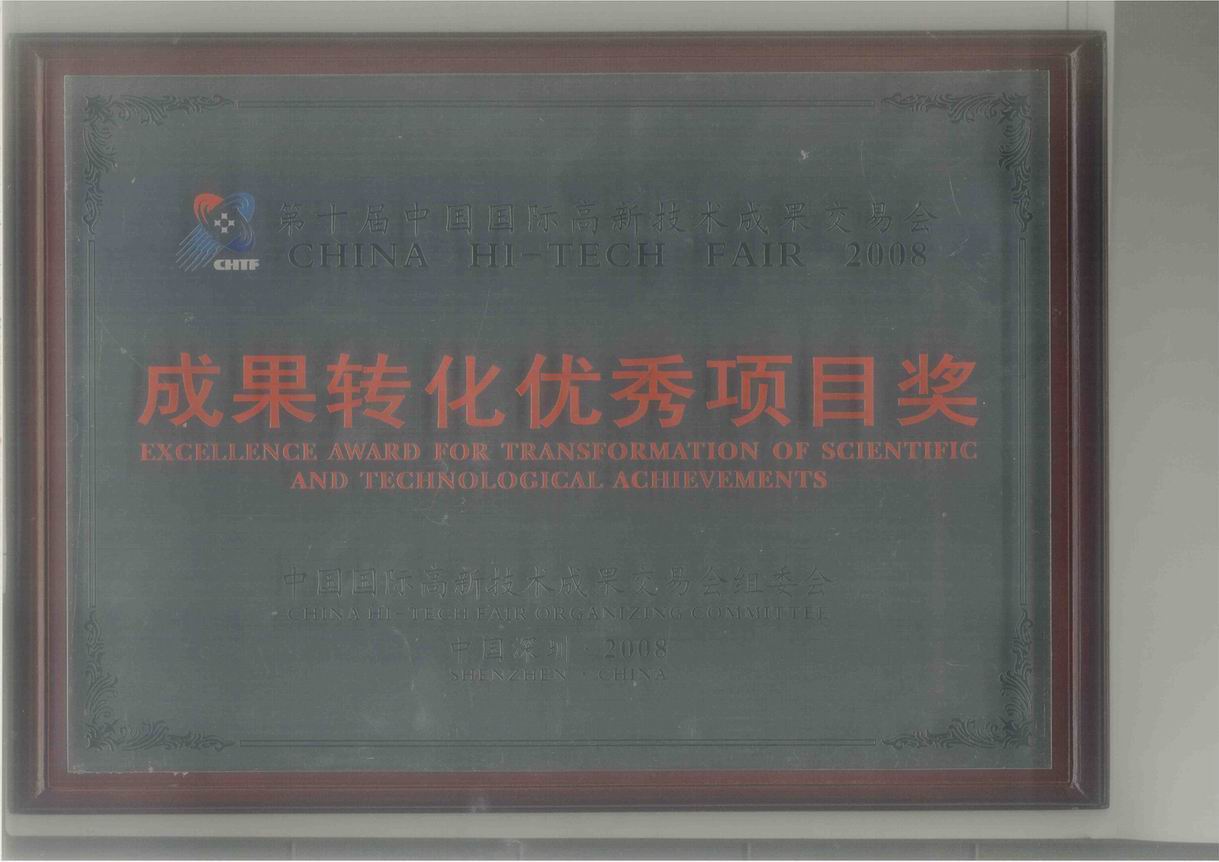 第十届中国国际高新技术成果交易会
CHINA HI-TECH FAIR 2008
CHTF
成果转化优秀项目奖
EXCELLENCE AWARD FOR TRANSFORMATION OF SCIENTIFIC
AND TECHNOLOGICAL ACHIEVEMENTS
中国国际高新技术成果交易会组委会
CHINA HI-TECH FAIR ORGANIZING COMMITTEE
中国深圳·2008
SHENZHEN·CHINA